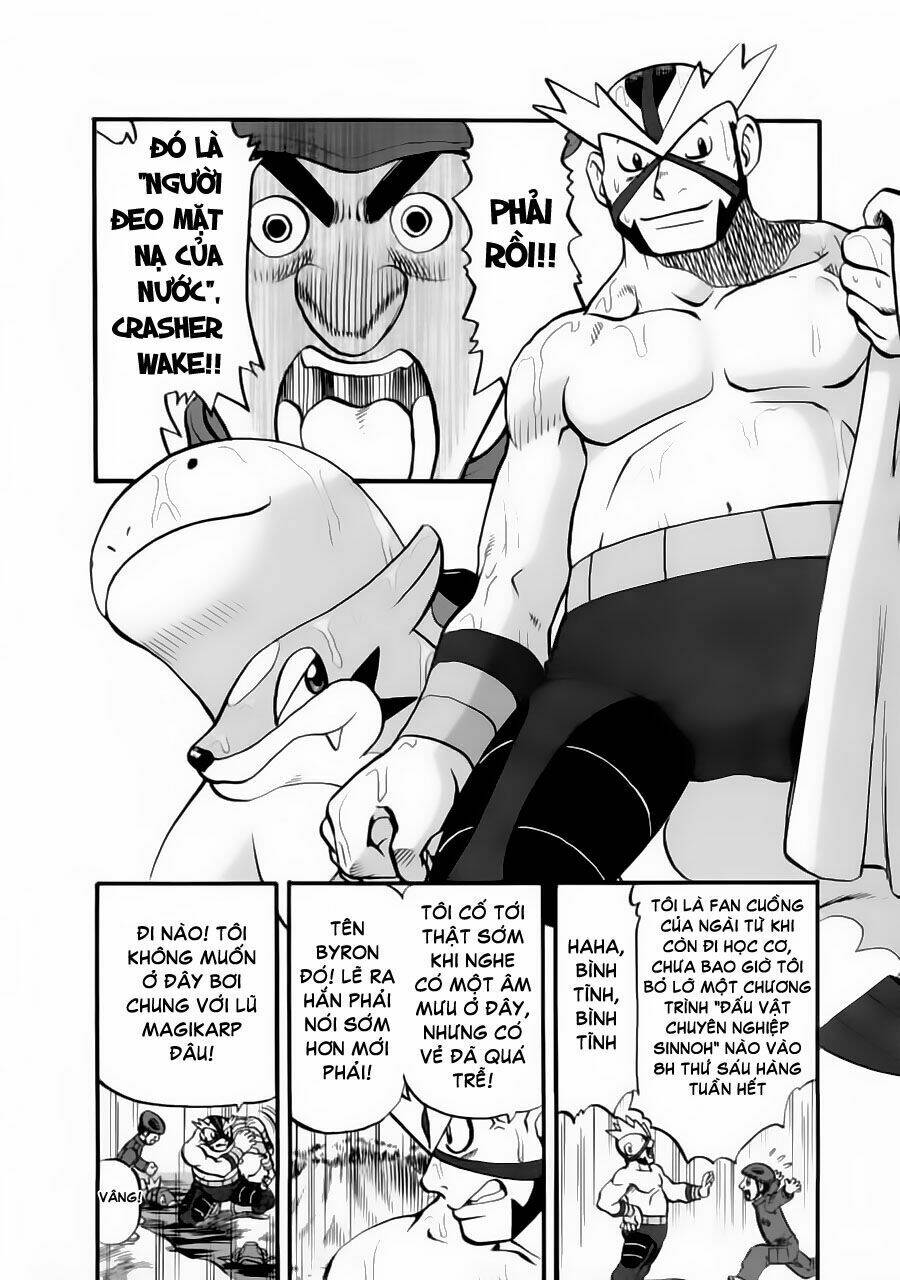 PHẢI
RỒI!!
ĐÓ LÀ
"NGƯỜI
ĐEO MẶT
NẠ CỦA
NƯỚC",
CRASHER
WAKE!!
TÔI LÀ FAN CUỒNG
CỦA NGÀI TỪ KHI
CÒN ĐI HỌC CƠ,
CHƯA BAO GIỜ TÔI
BỎ LỠ MỘT CHƯƠNG
TRÌNH "ĐẤU VẬT
CHUYÊN NGHIỆP
SINNOH" NÀO VÀO
8H THỨ SÁU HÀNG
TUẦN HẾT
HAHA,
BÌNH
TĨNH,
BÌNH
TĨNH
TÔI CỐ TỚI
THẬT SỚM
KHI NGHE
CÓ MỘT ÂM
MƯU Ở ĐÂY,
NHƯNG CÓ
VẺ ĐÃ QUÁ
TRỄ!
TÊN
BYRON
ĐÓ! LẼ RA
HẮN PHẢI
NÓI SỚM
HƠN MỚI
PHẢI!
ĐI NÀO! TÔI
KHÔNG MUỐN
Ở ĐÂY BƠI
CHUNG VỚI LŨ
MAGIKARP
ĐÂU!
VÂNG!